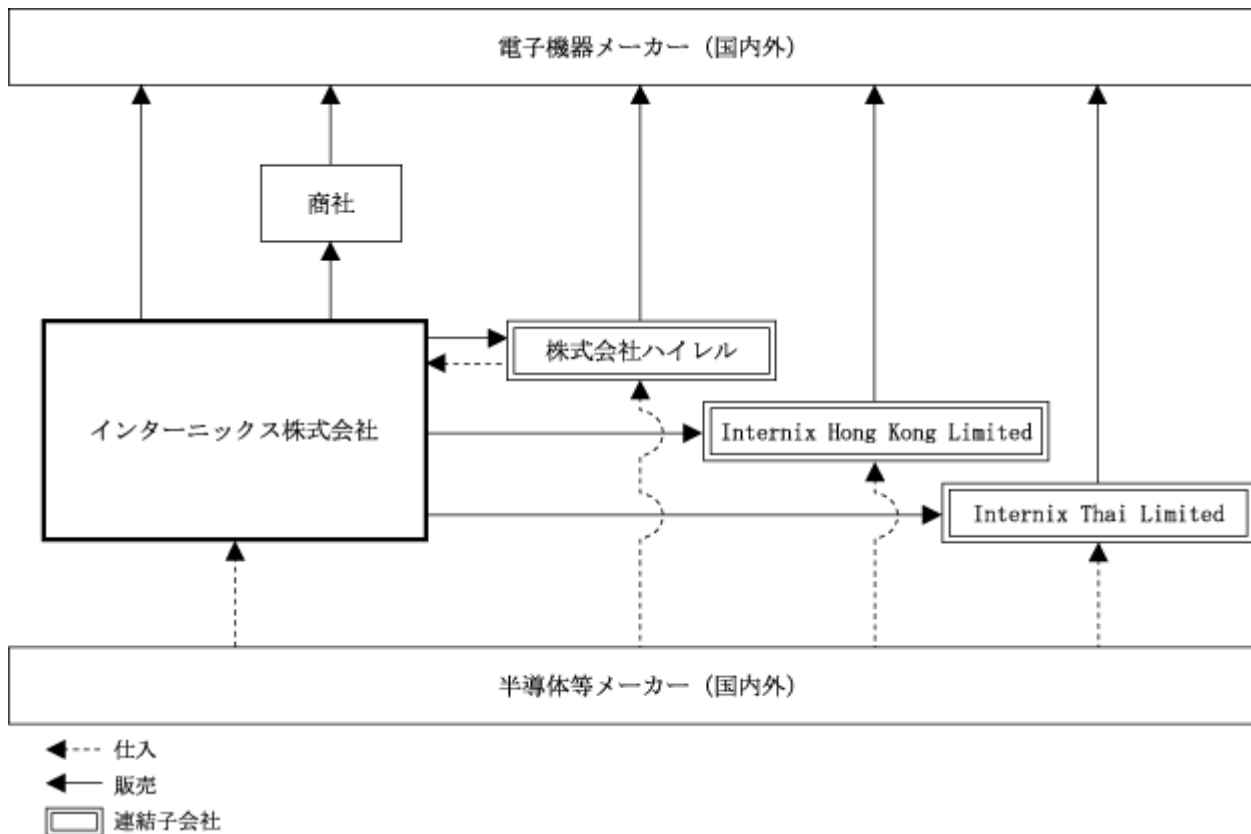 電子機器メーカー（国内外）
商社
株式会社ハイレル
インターニックス株式会社
Internix Hong Kong Limited
Internix Thai Limited
半導体等メーカー（国内外）
仕入
販売
連結子会社